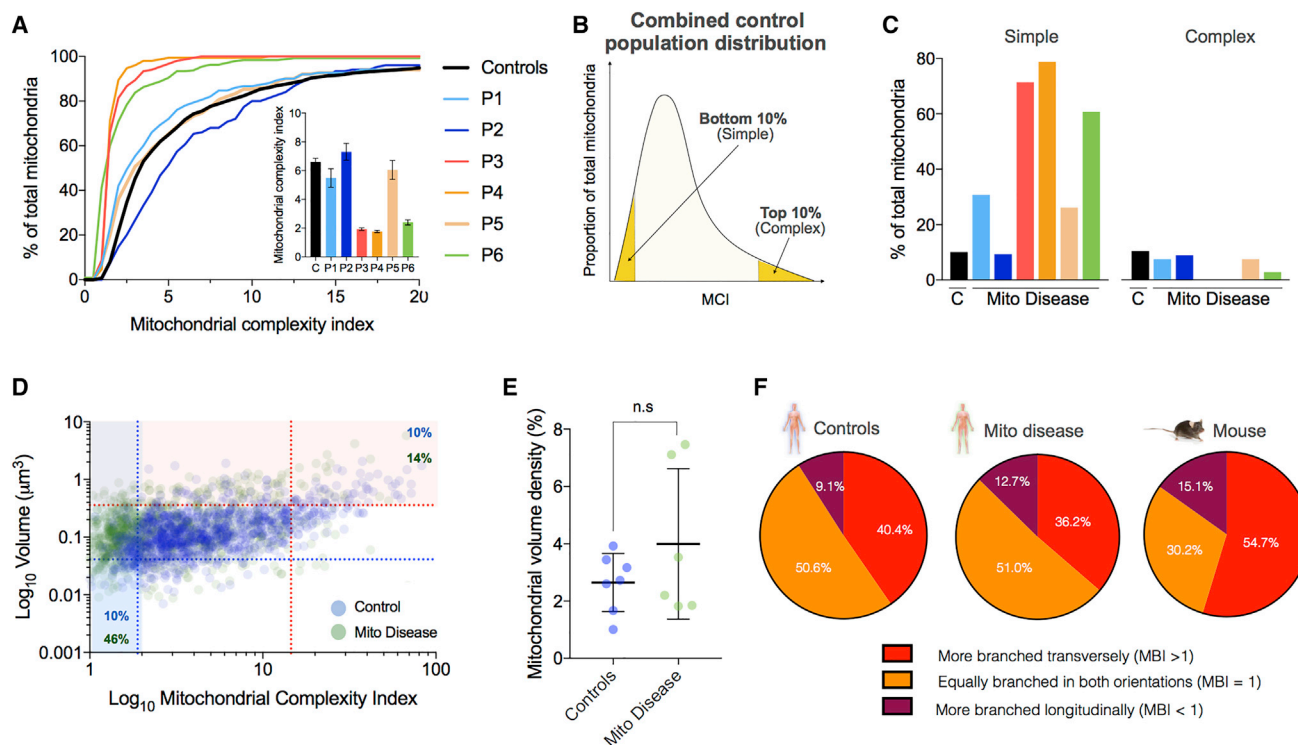 A
% of total mitochondria
100
80
60
40
20
0
0
5
10
15
20
Mitochondrial complexity index
Mitochondrial complexity index
10
8
6
4
2
0
C P1 P2 P3 P4 P5 P6
Controls
P1
P2
P3
P4
P5
P6
B
Combined control
population distribution
Proportion of total mitochondria
Bottom 10%
(Simple)
Top 10%
(Complex)
MCI
C
Simple
Complex
% of total mitochondria
80
60
40
20
0
C Mito Disease
C Mito Disease
D
Log10 Volume (μm³)
10
1
0.1
0.01
0.001
10%
14%
10%
46%
Control
Mito Disease
1
10
100
Log10 Mitochondrial Complexity Index
E
n.s
Mitochondrial volume density (%)
8
6
4
2
0
Controls
Mito Disease
F
Controls
Mito disease
Mouse
9.1%
40.4%
50.6%
12.7%
36.2%
51.0%
15.1%
30.2%
54.7%
More branched transversely (MBI >1)
Equally branched in both orientations (MBI = 1)
More branched longitudinally (MBI < 1)